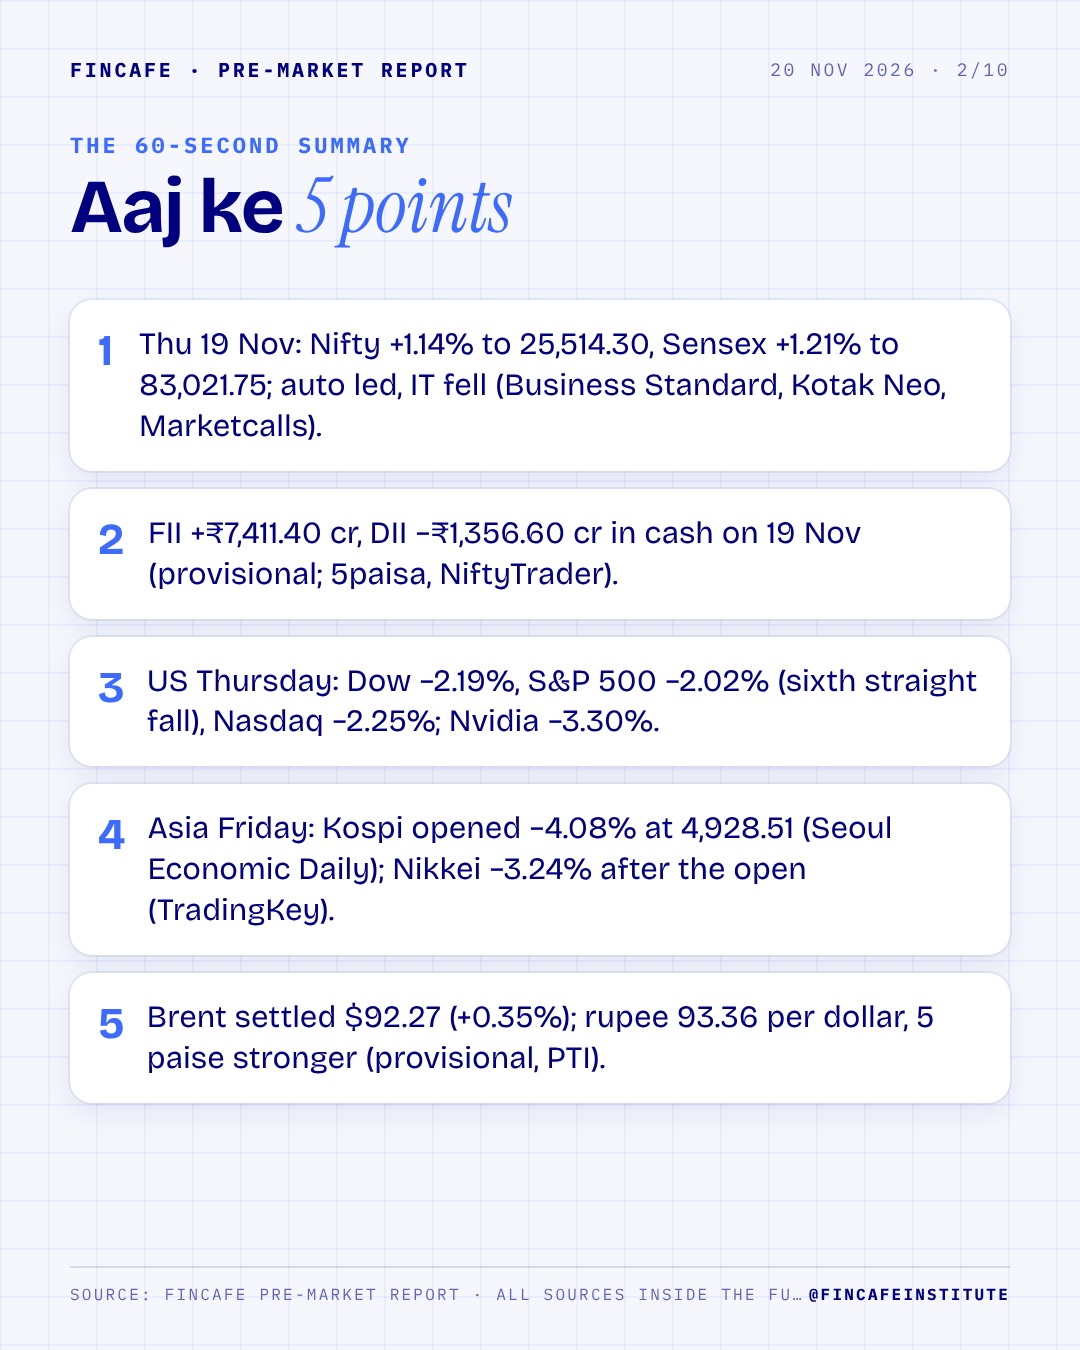 FINCAFE · PRE-MARKET REPORT
20 NOV 2026 · 2/10
THE 60-SECOND SUMMARY
Aaj ke 5 points
1
Thu 19 Nov: Nifty +1.14% to 25,514.30, Sensex +1.21% to
83,021.75; auto led, IT fell (Business Standard, Kotak Neo,
Marketcalls).
2
FII +₹7,411.40 cr, DII −₹1,356.60 cr in cash on 19 Nov
(provisional; 5paisa, NiftyTrader).
3
US Thursday: Dow −2.19%, S&P 500 −2.02% (sixth straight
fall), Nasdaq −2.25%; Nvidia −3.30%.
4
Asia Friday: Kospi opened −4.08% at 4,928.51 (Seoul
Economic Daily); Nikkei −3.24% after the open
(TradingKey).
5
Brent settled $92.27 (+0.35%); rupee 93.36 per dollar, 5
paise stronger (provisional, PTI).
SOURCE: FINCAFE PRE-MARKET REPORT · ALL SOURCES INSIDE THE FU… @FINCAFEINSTITUTE